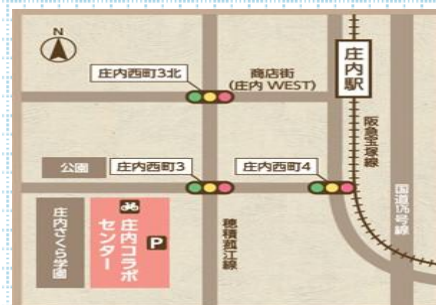 N
庄内駅
庄内西町3北
商店街
(庄内 WEST)
阪急宝塚線
公園
庄内西町3
庄内西町4
国道176号線
庄内さくら学園
庄内コラボ
センター
P
穂積菰江線